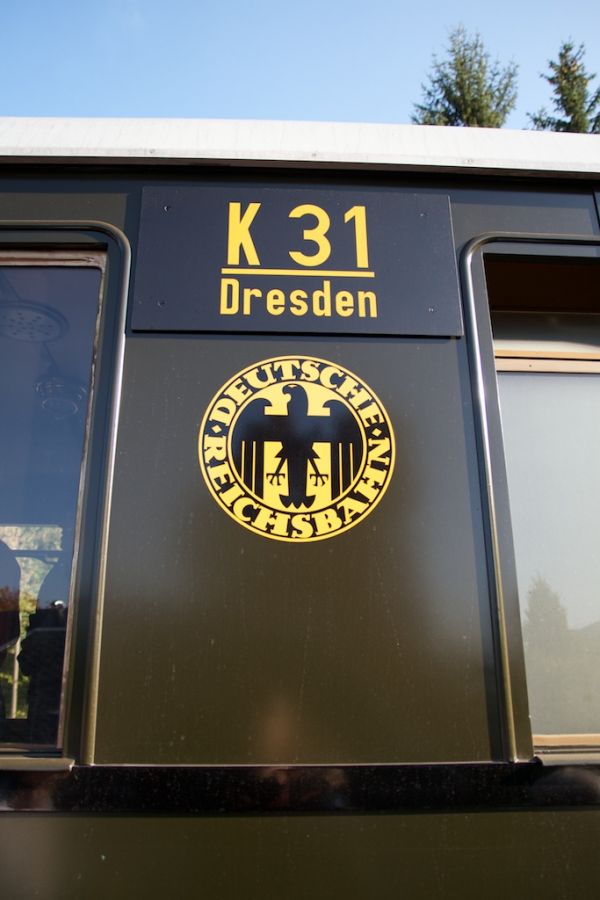 K 31
Dresden
·DEUTSCHE·
REICHSBAHN